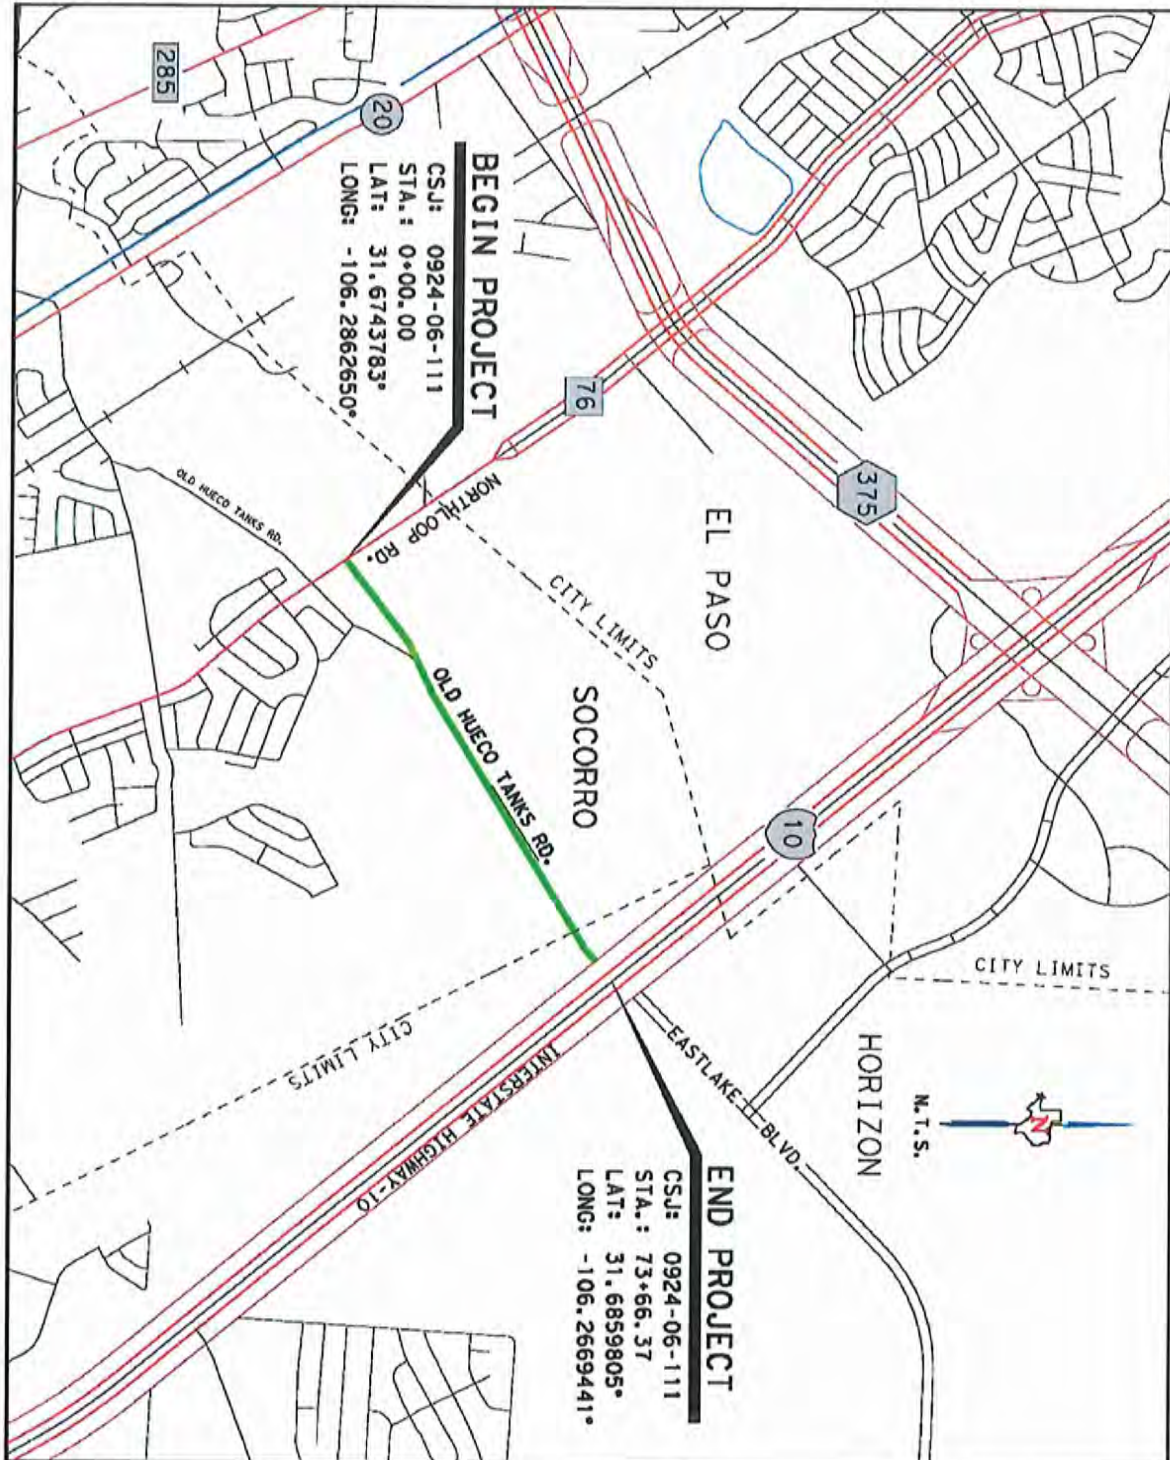 285
20
BEGIN PROJECT
CSJ: 0924-06-111
STA.: 0+00.00
LAT: 31.6743783°
LONG: -106.2862650°
76
375
NORTHLOOP RD.
OLD HUECO TANKS RD.
EL PASO
CITY LIMITS
SOCORRO
OLD HUECO TANKS RD.
10
CITY LIMITS
CITY LIMITS
INTERSTATE HIGHWAY-10
EASTLAKE BLVD.
HORIZON
N.T.S.
N
END PROJECT
CSJ: 0924-06-111
STA.: 73+66.37
LAT: 31.6859805°
LONG: -106.2669441°